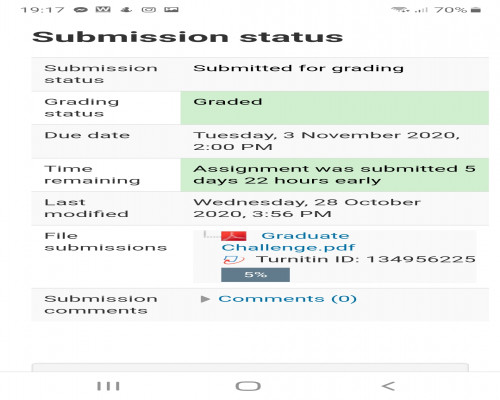 19:17 70%
Submission status
Submission Submitted for grading
status
Grading Graded
status
Due date Tuesday, 3 November 2020,
2:00 PM
Time Assignment was submitted 5
remaining days 22 hours early
Last Wednesday, 28 October
modified 2020, 3:56 PM
File Graduate
submissions Challenge.pdf
Turnitin ID: 134956225
5%
Submission Comments (0)
comments